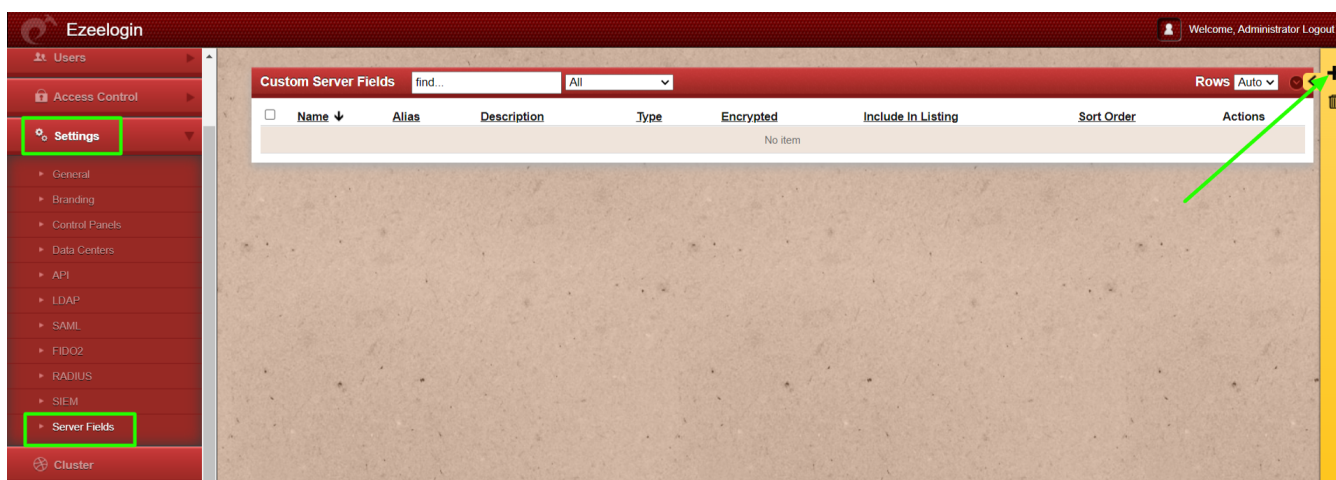 Ezeelogin
Welcome, Administrator Logout
Users
Access Control
Settings
General
Branding
Control Panels
Data Centers
API
LDAP
SAML
FIDO2
RADIUS
SIEM
Server Fields
Cluster
Custom Server Fields find... All Rows Auto
Name Alias Description Type Encrypted Include In Listing Sort Order Actions
No item